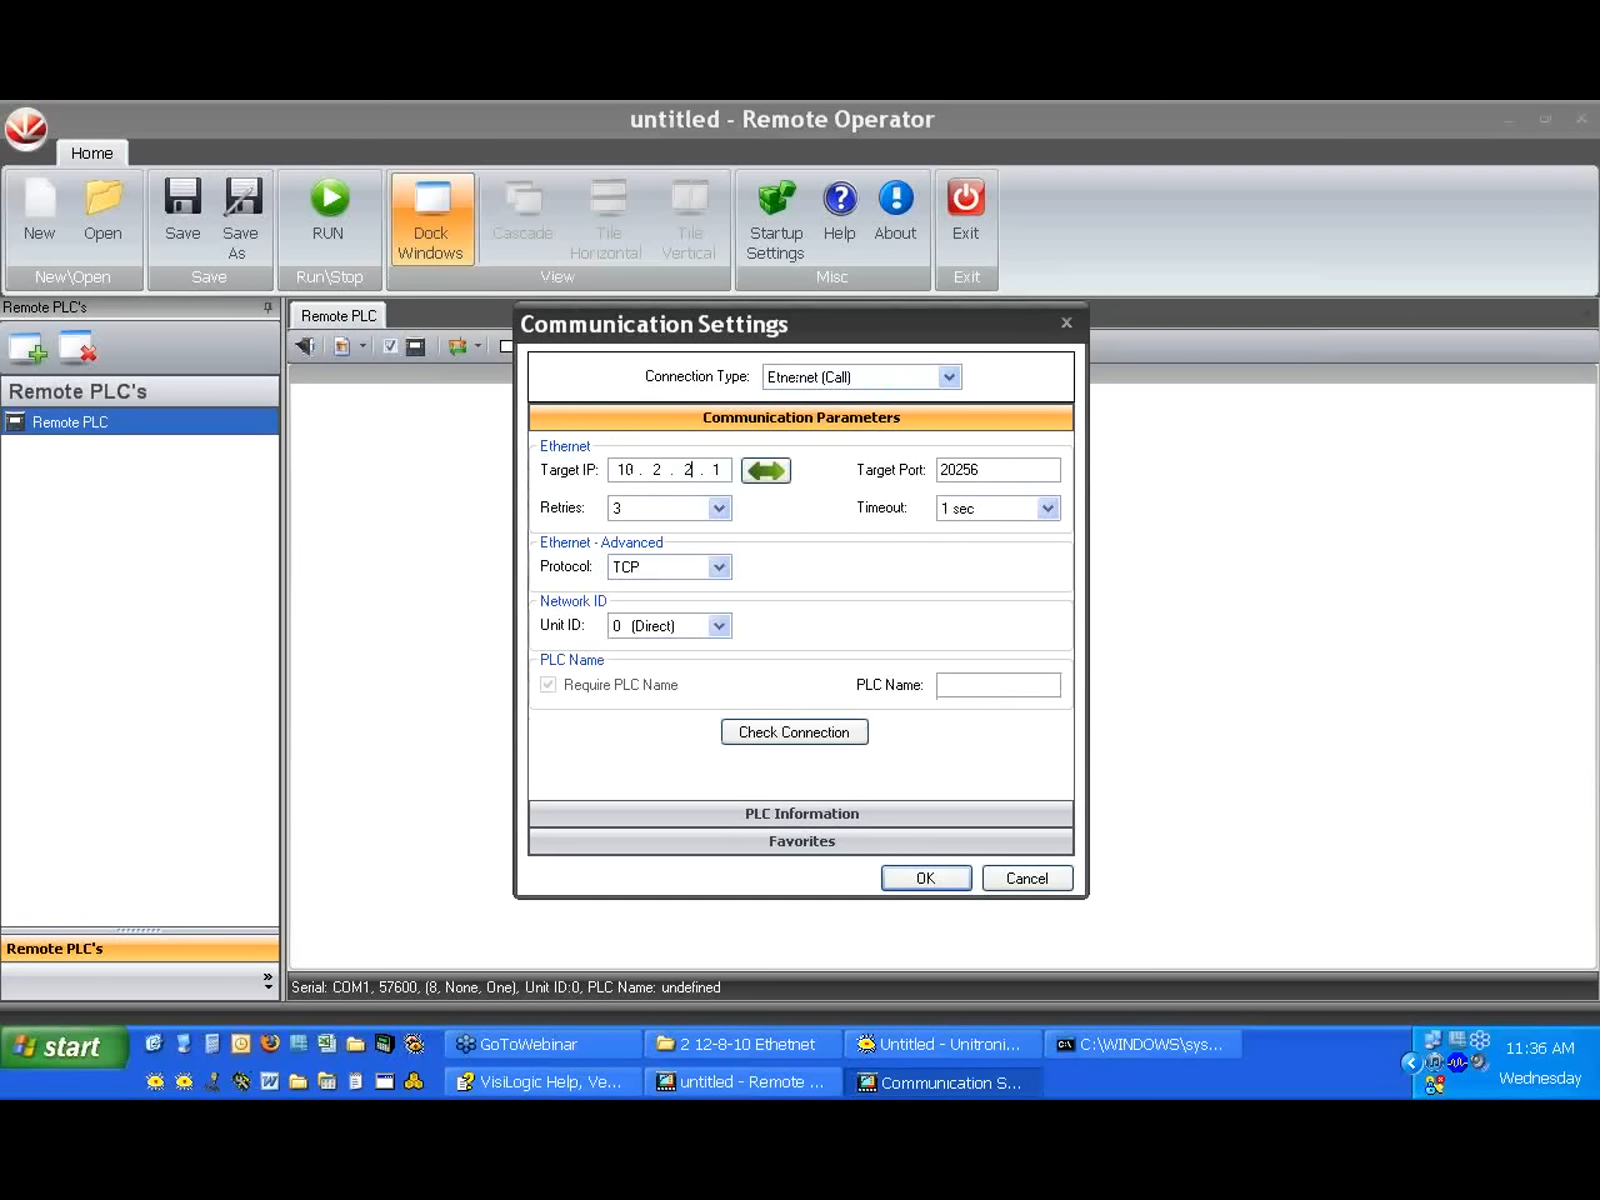 untitled - Remote Operator
Home
New
Open
Save
Save As
RUN
Dock Windows
Cascade
Tile Horizontal
Tile Vertical
Startup Settings
Help
About
Exit
New\Open
Save
Run\Stop
View
Misc
Exit
Remote PLC's
Remote PLC's
Remote PLC
Remote PLC's
Remote PLC
Communication Settings
Connection Type: Ethernet (Call)
Communication Parameters
Ethernet
Target IP: 10 . 2 . 2 . 1
Target Port: 20256
Retries: 3
Timeout: 1 sec
Ethernet - Advanced
Protocol: TCP
Network ID
Unit ID: 0 (Direct)
PLC Name
Require PLC Name
PLC Name:
Check Connection
PLC Information
Favorites
OK
Cancel
Serial: COM1, 57600, (8, None, One), Unit ID:0, PLC Name: undefined
start
GoToWebinar
2 12-8-10 Ethetnet
Untitled - Unitroni...
C:\WINDOWS\sys...
VisiLogic Help, Ve...
untitled - Remote ...
Communication S...
11:36 AM
Wednesday